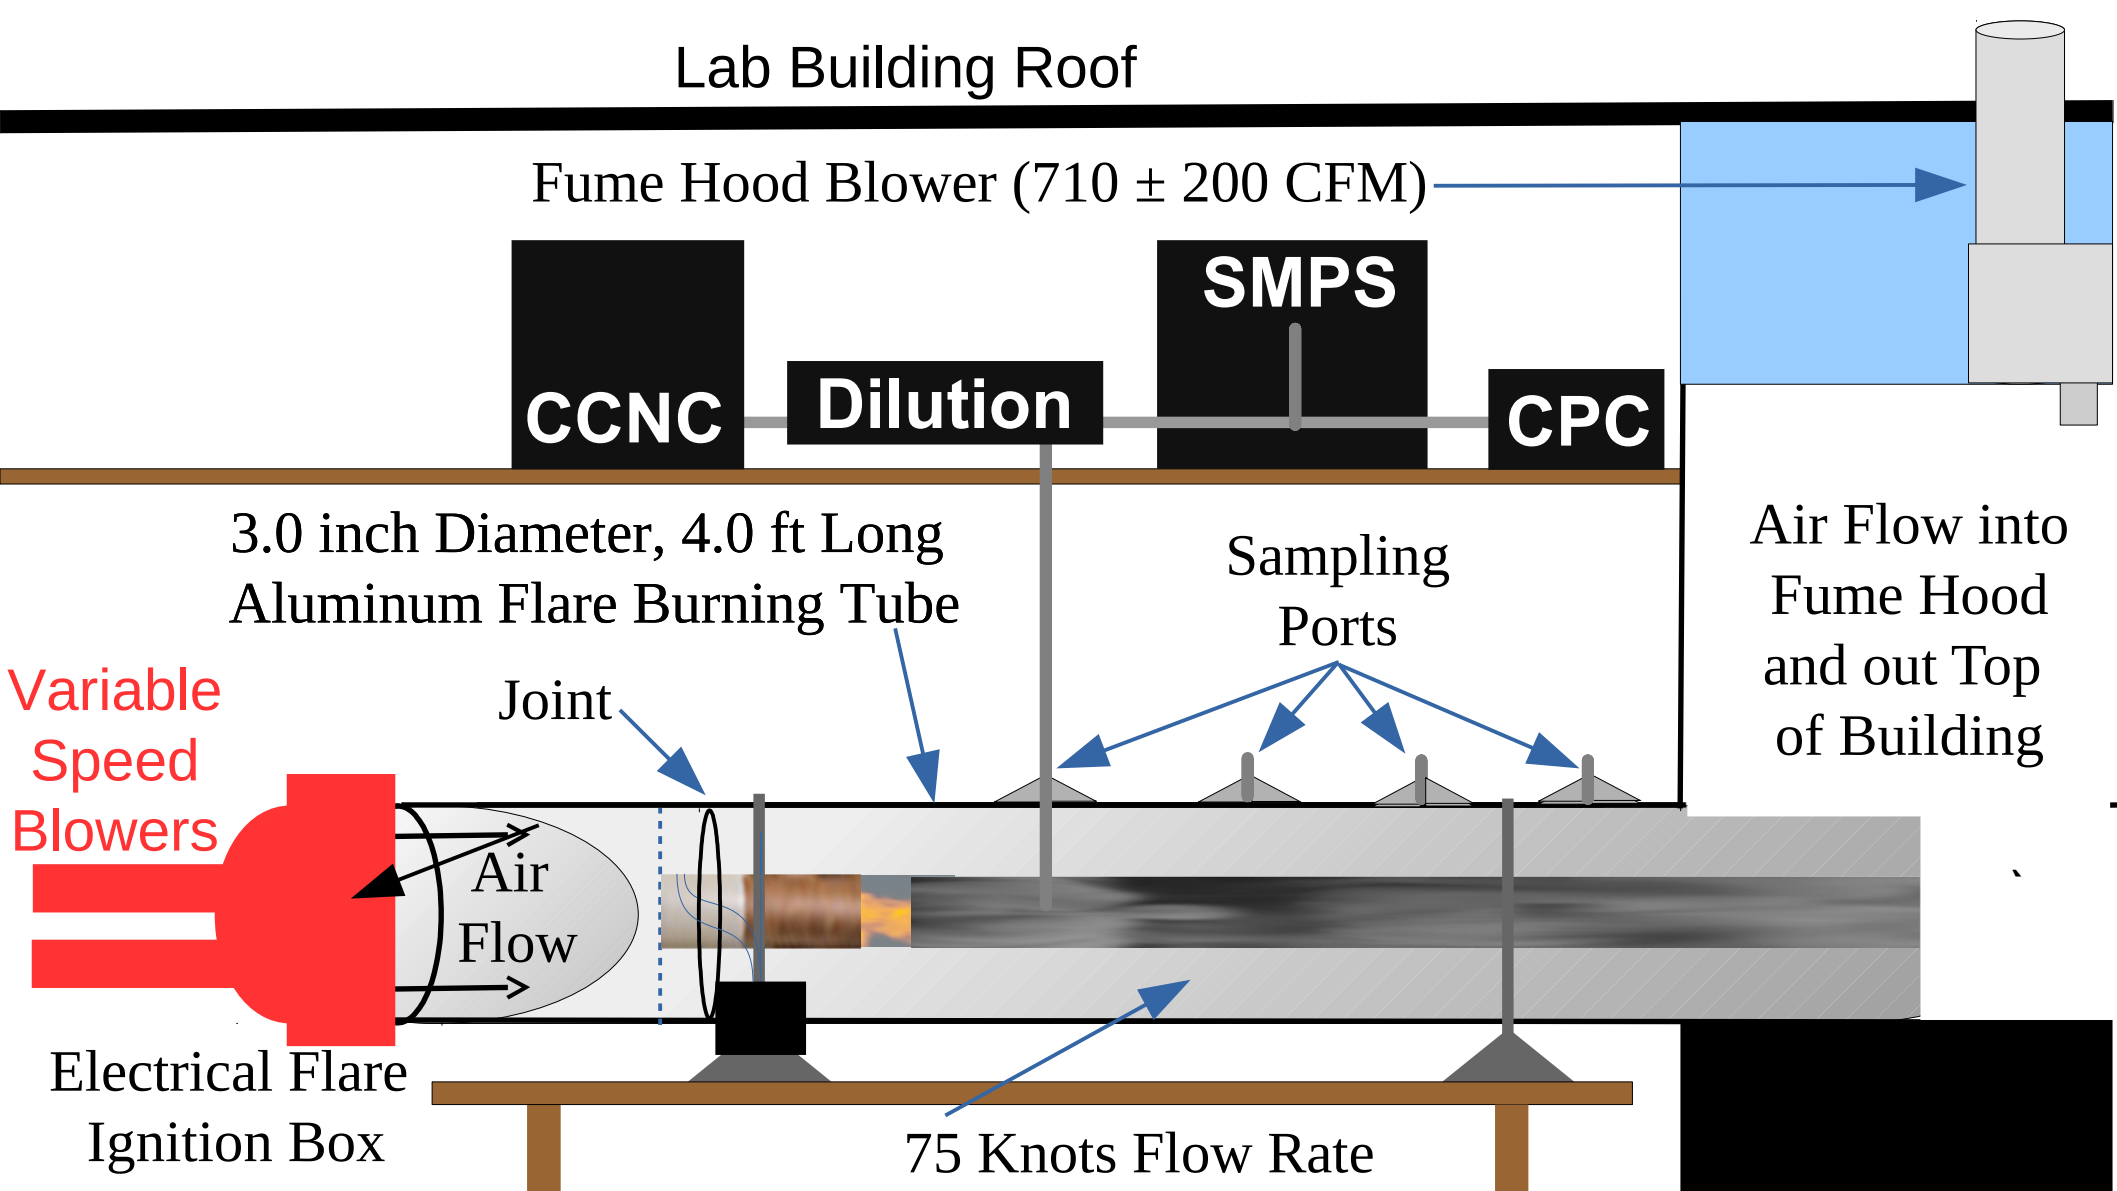 Lab Building Roof
Fume Hood Blower (710 ± 200 CFM)
SMPS
CCNC
Dilution
CPC
3.0 inch Diameter, 4.0 ft Long
Aluminum Flare Burning Tube
Sampling
Ports
Air Flow into
Fume Hood
and out Top
of Building
Joint
Variable
Speed
Blowers
Air
Flow
Electrical Flare
Ignition Box
75 Knots Flow Rate